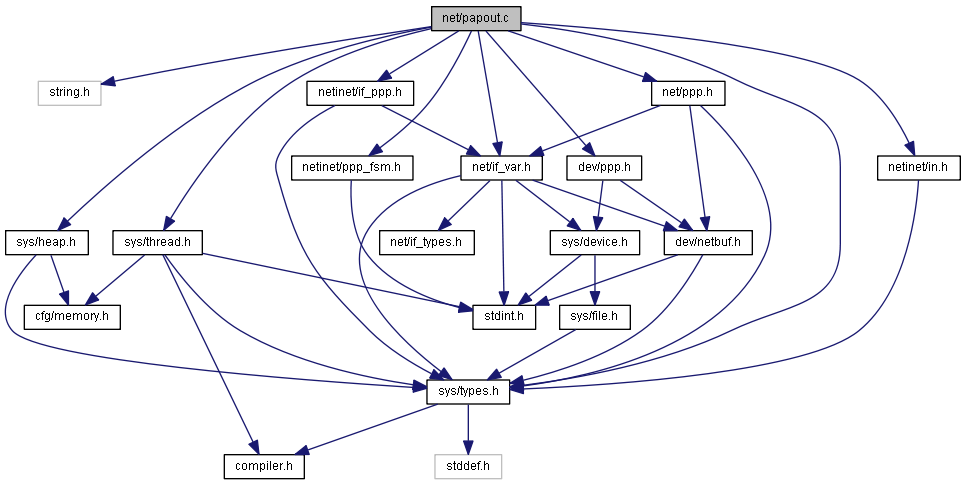 net/papout.c
string.h
netinet/if_ppp.h
net/ppp.h
netinet/ppp_fsm.h
net/if_var.h
dev/ppp.h
netinet/in.h
sys/heap.h
sys/thread.h
net/if_types.h
sys/device.h
dev/netbuf.h
cfg/memory.h
stdint.h
sys/file.h
sys/types.h
compiler.h
stddef.h